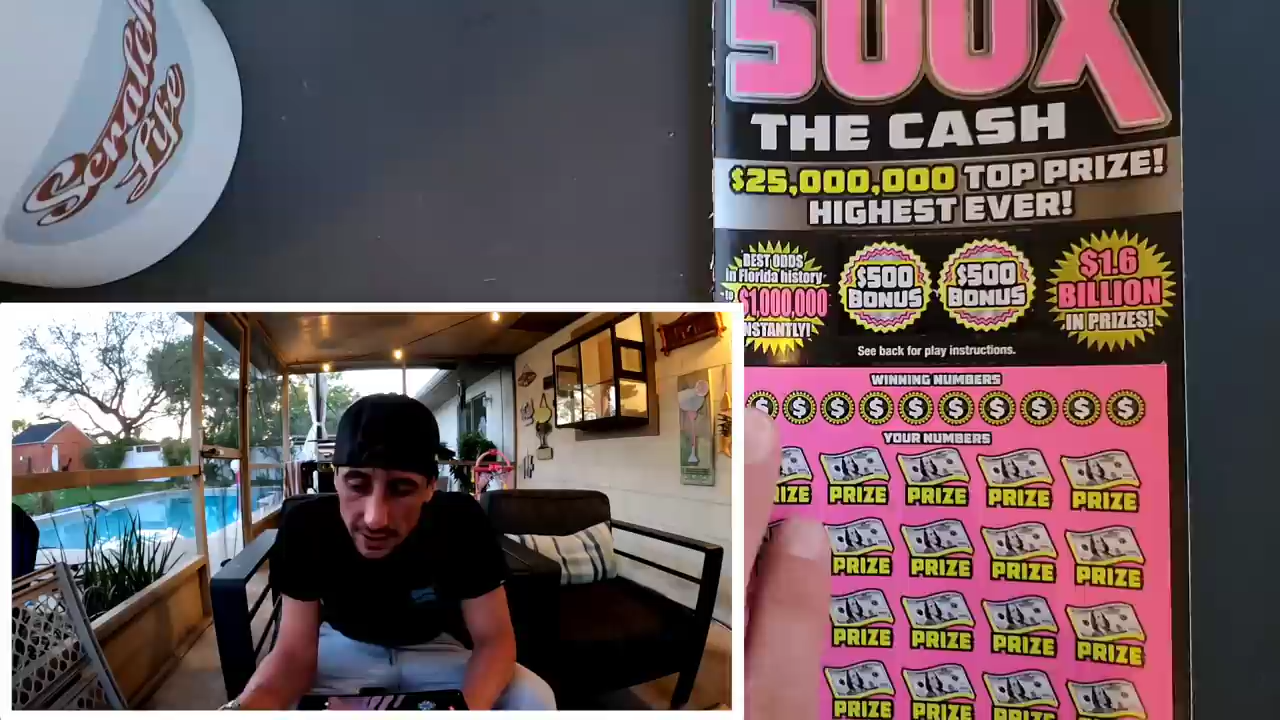 Scratch
Life
500X
THE CASH
$25,000,000 TOP PRIZE!
HIGHEST EVER!
BEST ODDS
in Florida history
to $1,000,000
INSTANTLY!
$500
BONUS
$500
BONUS
$1.6
BILLION
IN PRIZES!
See back for play instructions.
WINNING NUMBERS
$ $ $ $ $ $ $ $ $ $
YOUR NUMBERS
PRIZE PRIZE PRIZE PRIZE PRIZE
PRIZE PRIZE PRIZE PRIZE
PRIZE PRIZE PRIZE PRIZE
PRIZE PRIZE PRIZE PRIZE